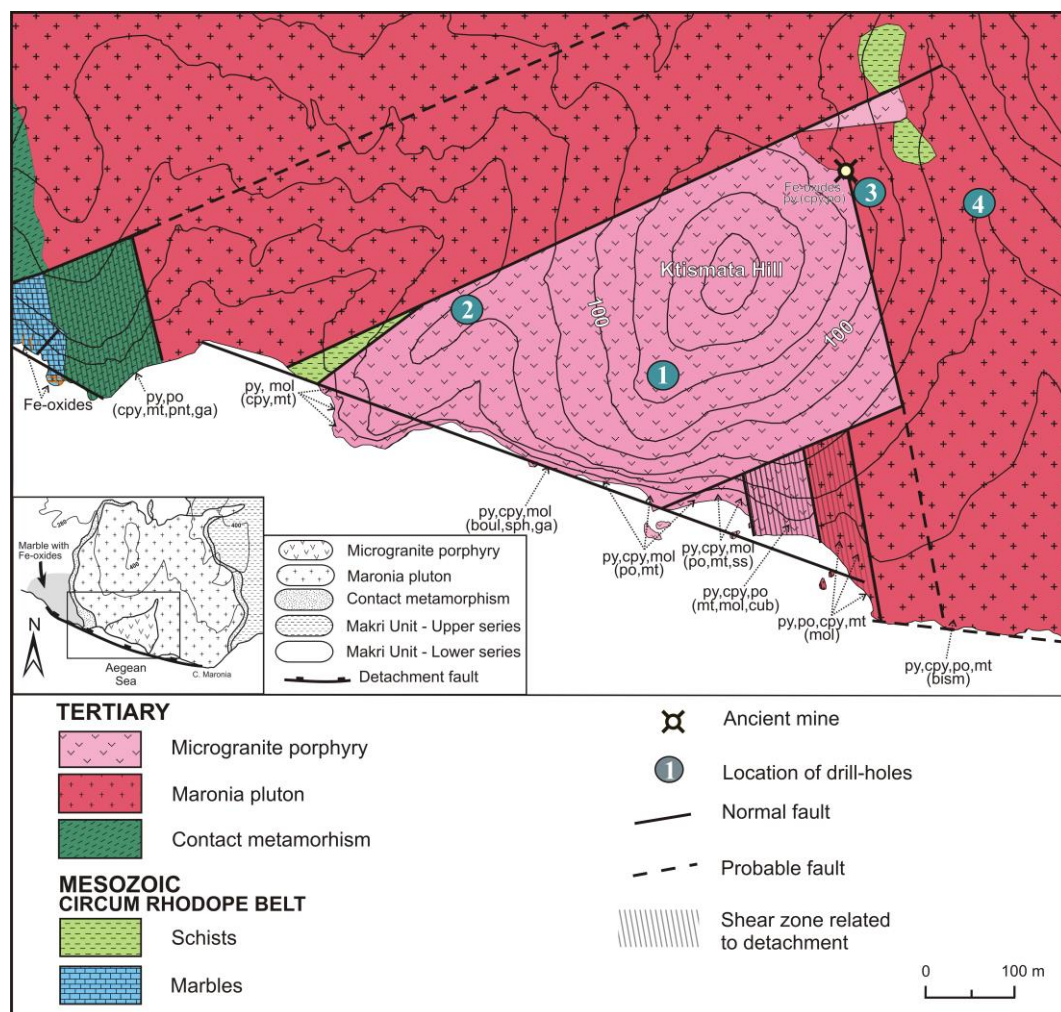 Fe-oxides
py,(cpy,po)
3
4
Ktismata Hill
2
100
100
1
Fe-oxides
py,po
(cpy,mt,pnt,ga)
py, mol
(cpy,mt)
py,cpy,mol
(boul,sph,ga)
py,cpy,mol
(po,mt)
py,cpy,mol
(po,mt,ss)
py,cpy,po
(mt,mol,cub)
py,po,cpy,mt
(mol)
py,cpy,po,mt
(bism)
Marble with
Fe-oxides
200
400
400
N
Aegean
Sea
C. Maronia
Microgranite porphyry
Maronia pluton
Contact metamorphism
Makri Unit - Upper series
Makri Unit - Lower series
Detachment fault
TERTIARY
Microgranite porphyry
Maronia pluton
Contact metamorhism
MESOZOIC
CIRCUM RHODOPE BELT
Schists
Marbles
Ancient mine
1
Location of drill-holes
Normal fault
Probable fault
Shear zone related
to detachment
0 100 m